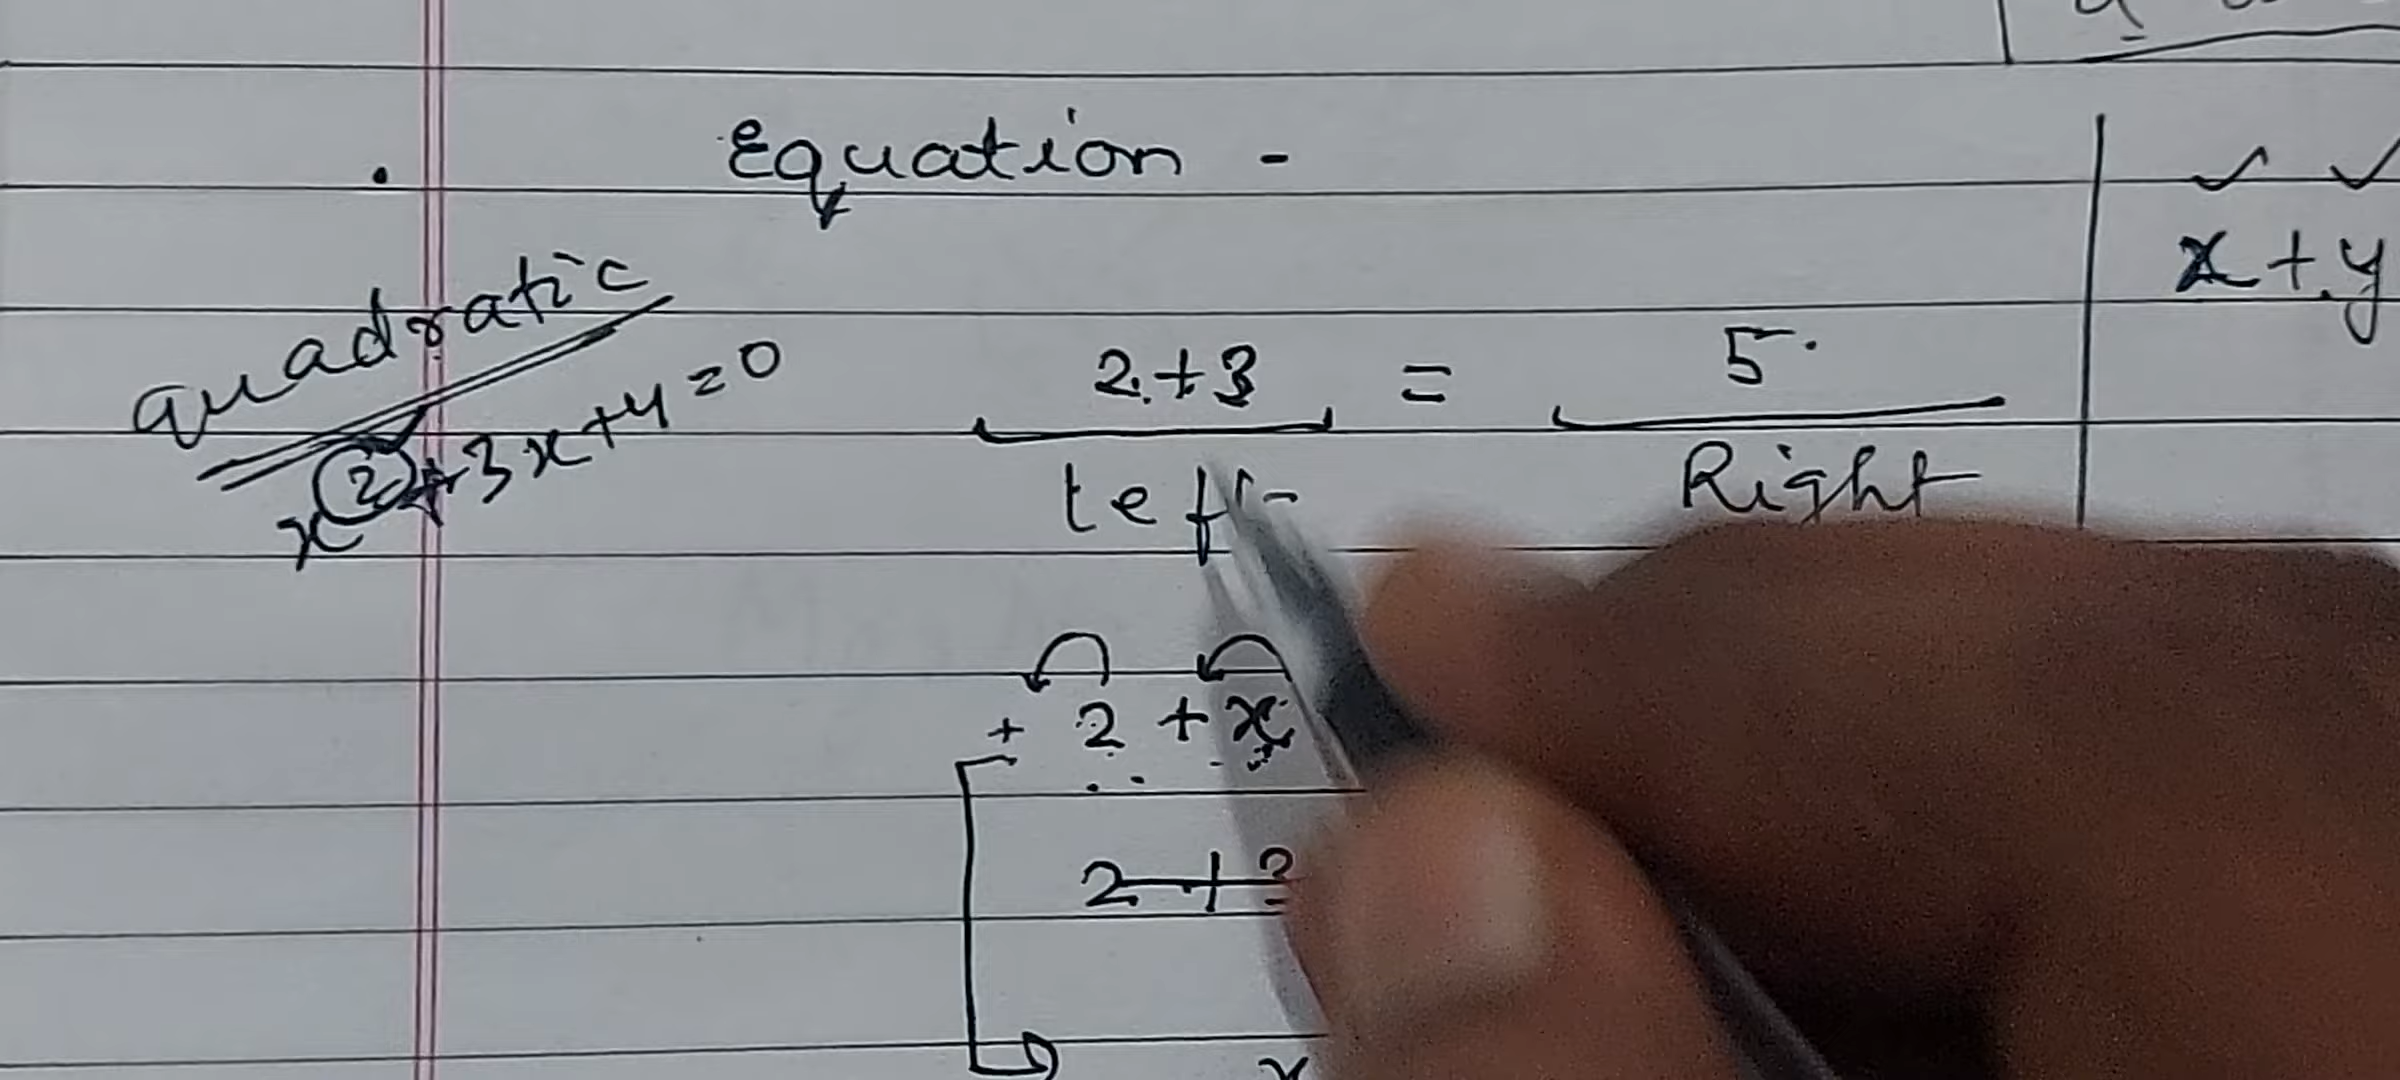 Equation -
quadratic
x²+3x+4=0
2+3 = 5
Left Right
x+y
+ 2 + x
2+3
x